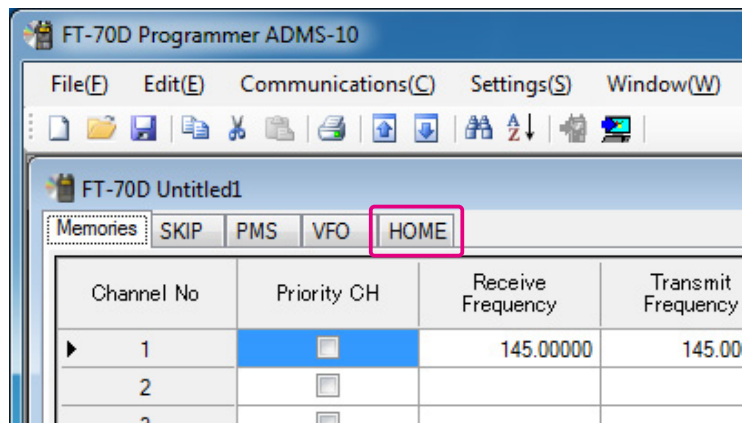 FT-70D Programmer ADMS-10
File(F) Edit(E) Communications(C) Settings(S) Window(W)
FT-70D Untitled1
Memories SKIP PMS VFO HOME
Channel No Priority CH Receive Frequency Transmit Frequency
1 145.00000 145.00
2